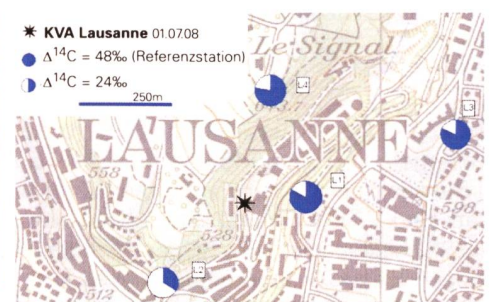 KVA Lausanne 01.07.08
Δ¹⁴C = 48‰ (Referenzstation)
Δ¹⁴C = 24‰
250m
Le Signal
L4
L3
LAUSANNE
553
L1
593
528
L2
512